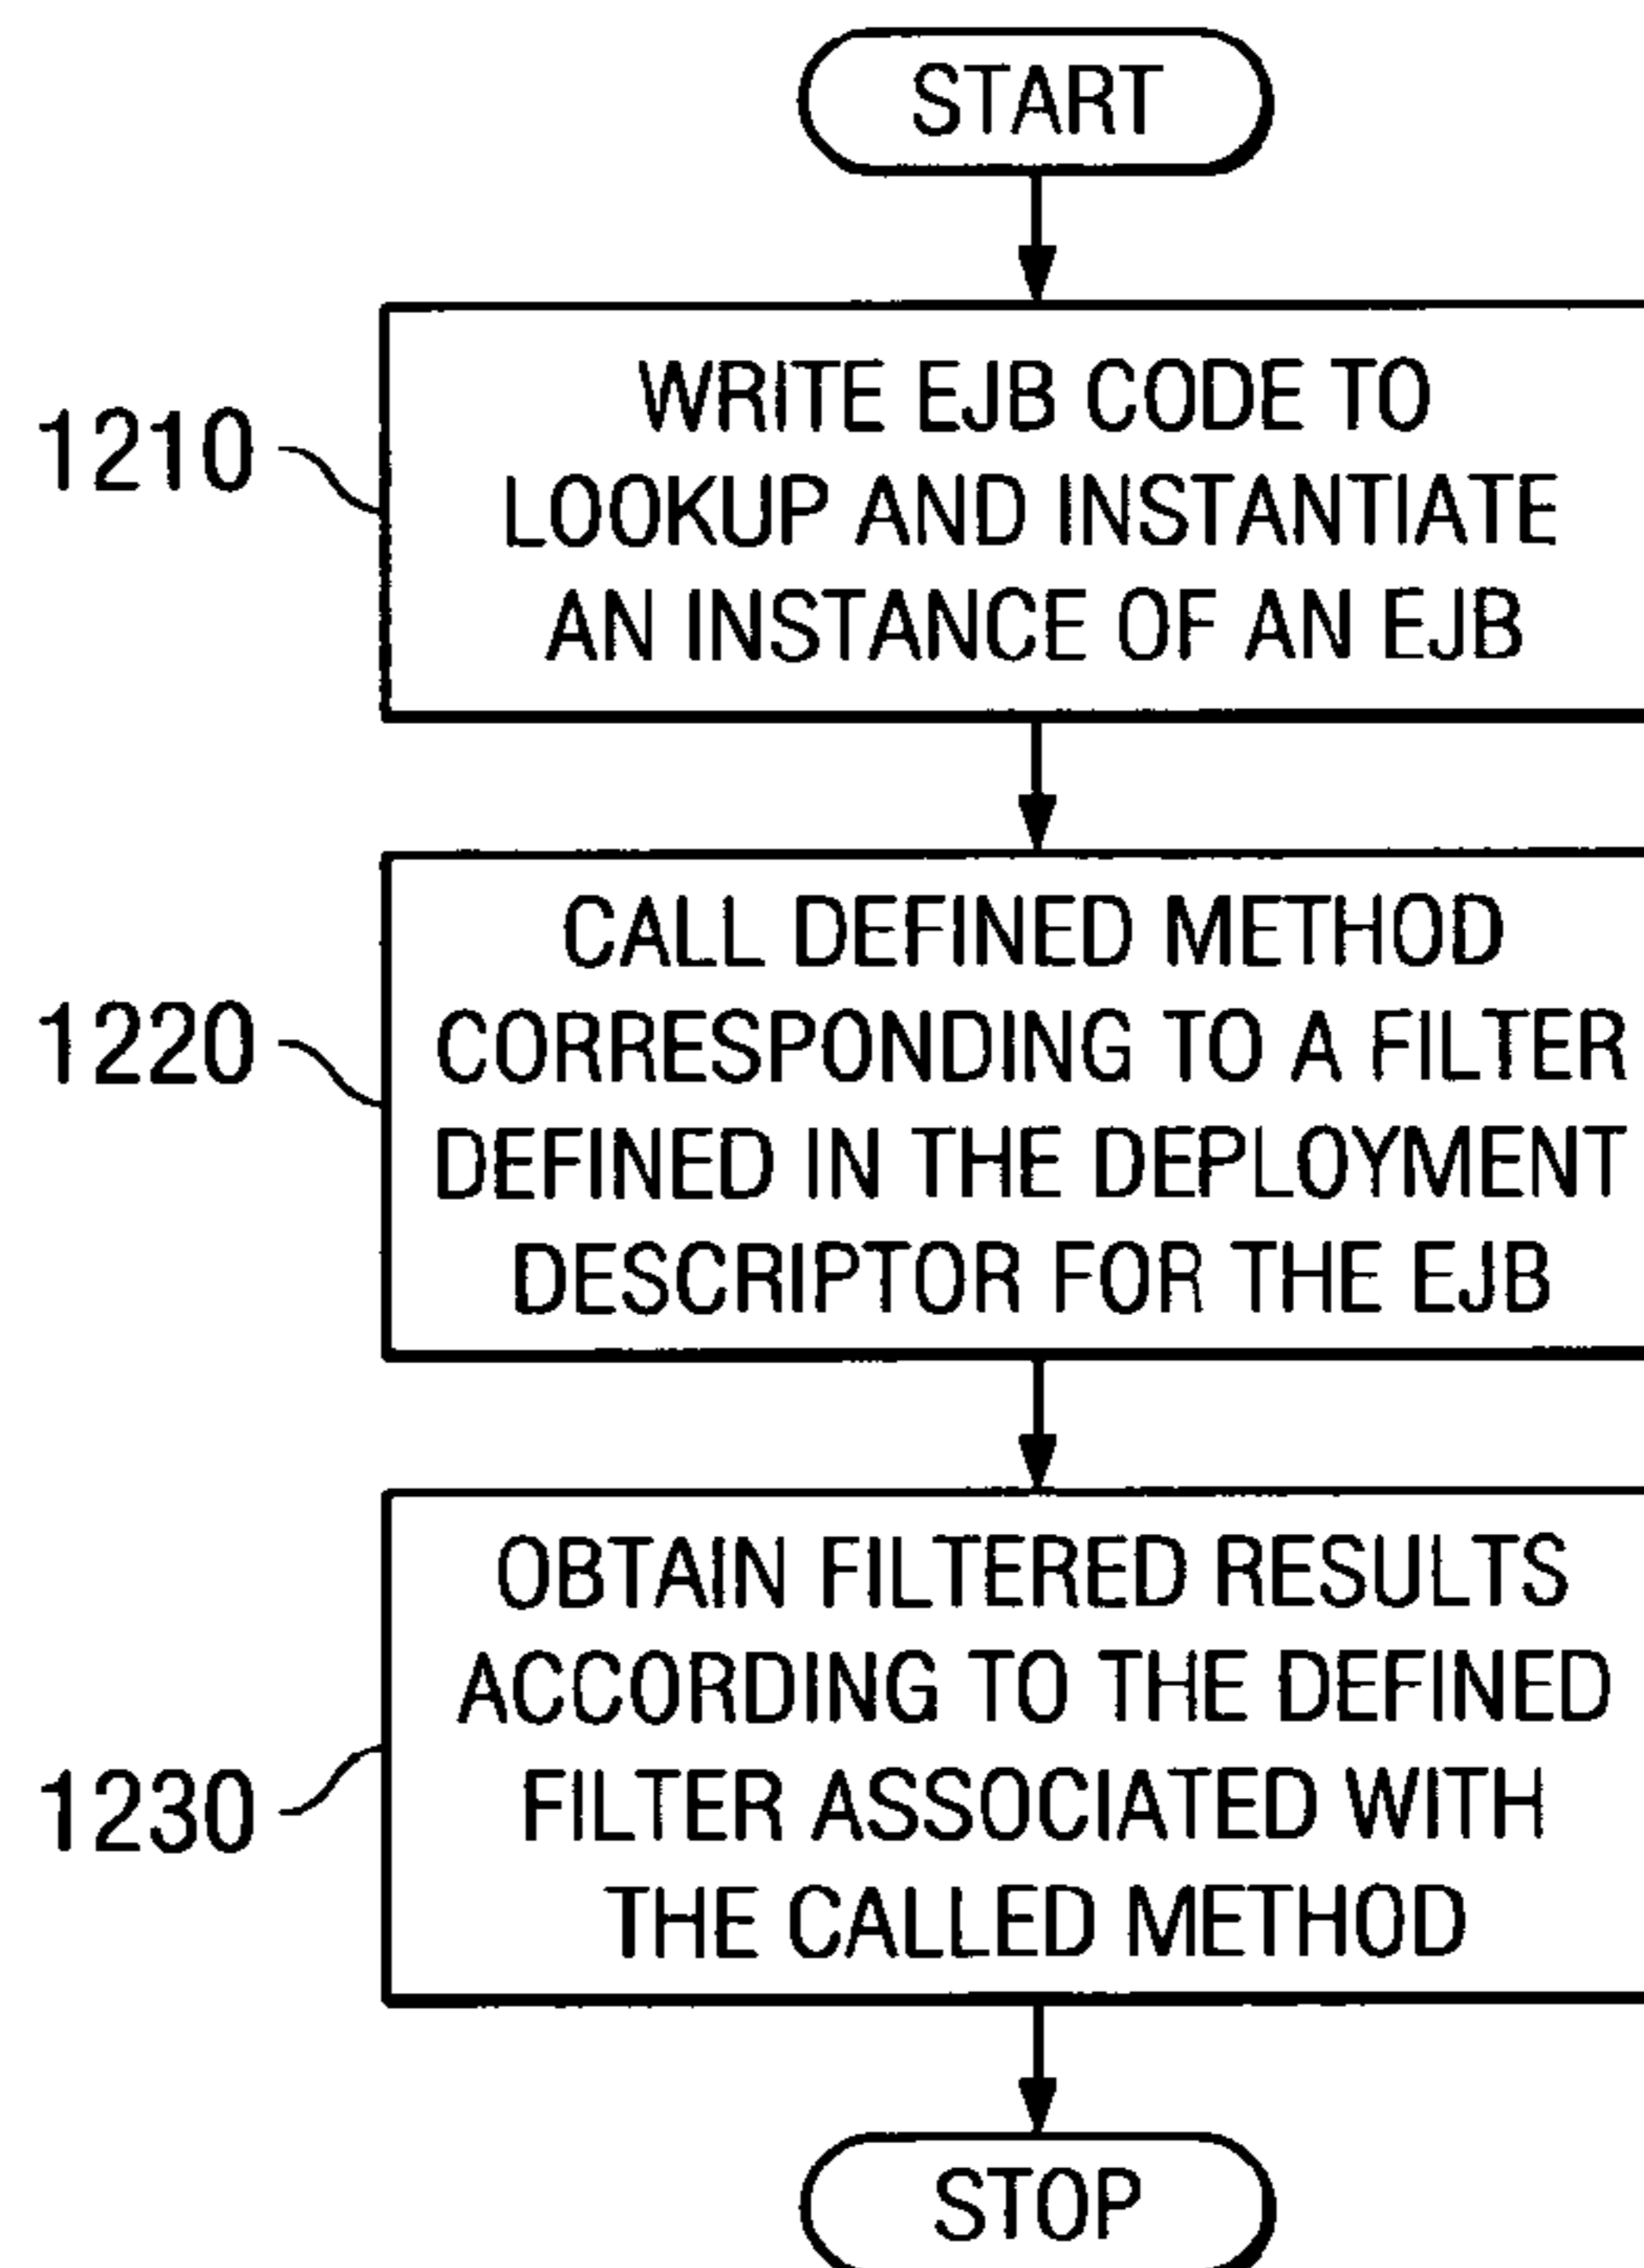 START
WRITE EJB CODE TO
LOOKUP AND INSTANTIATE
AN INSTANCE OF AN EJB
1210
CALL DEFINED METHOD
CORRESPONDING TO A FILTER
DEFINED IN THE DEPLOYMENT
DESCRIPTOR FOR THE EJB
1220
OBTAIN FILTERED RESULTS
ACCORDING TO THE DEFINED
FILTER ASSOCIATED WITH
THE CALLED METHOD
1230
STOP